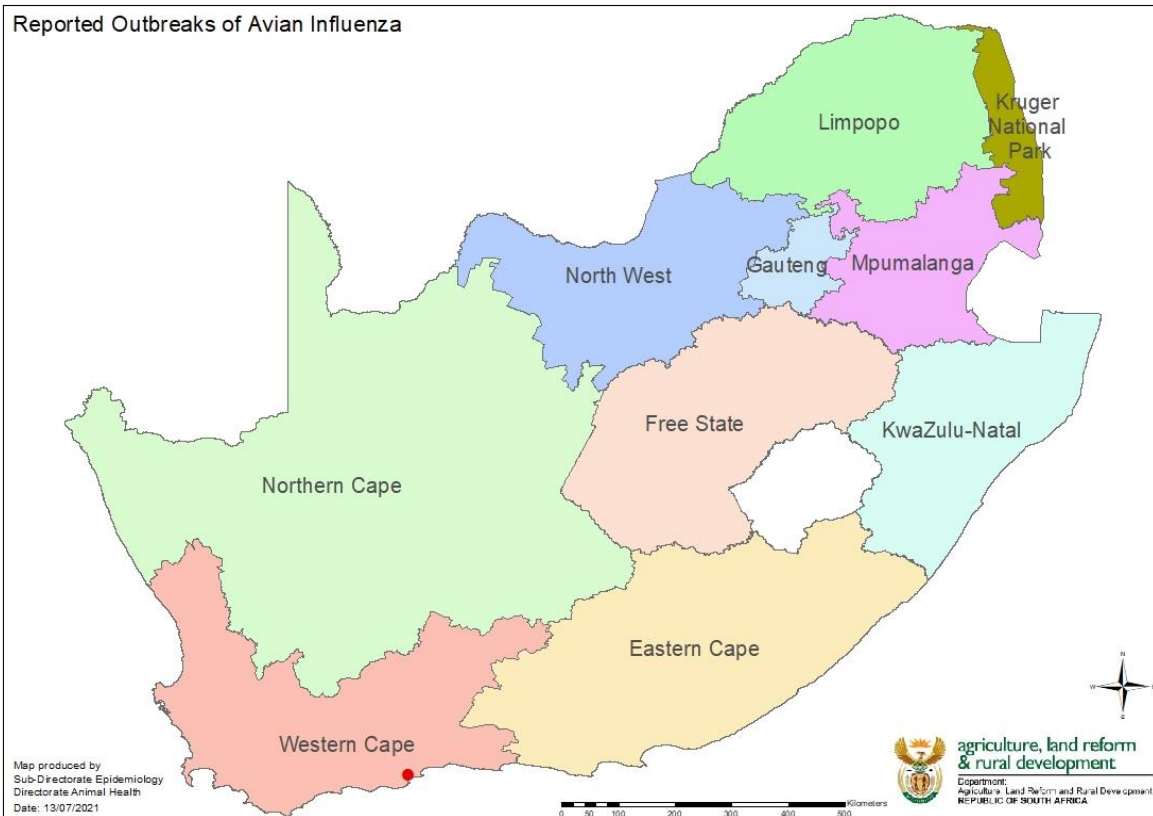 Reported Outbreaks of Avian Influenza
Limpopo
Kruger
National
Park
North West
Gauteng
Mpumalanga
Free State
KwaZulu-Natal
Northern Cape
Eastern Cape
Western Cape
N
W
E
S
Map produced by
Sub-Directorate Epidemiology
Directorate Animal Health
Date: 13/07/2021
Kilometers
0 50 100 200 300 400 500
agriculture, land reform
& rural development
Department:
Agriculture, Land Reform and Rural Development
REPUBLIC OF SOUTH AFRICA